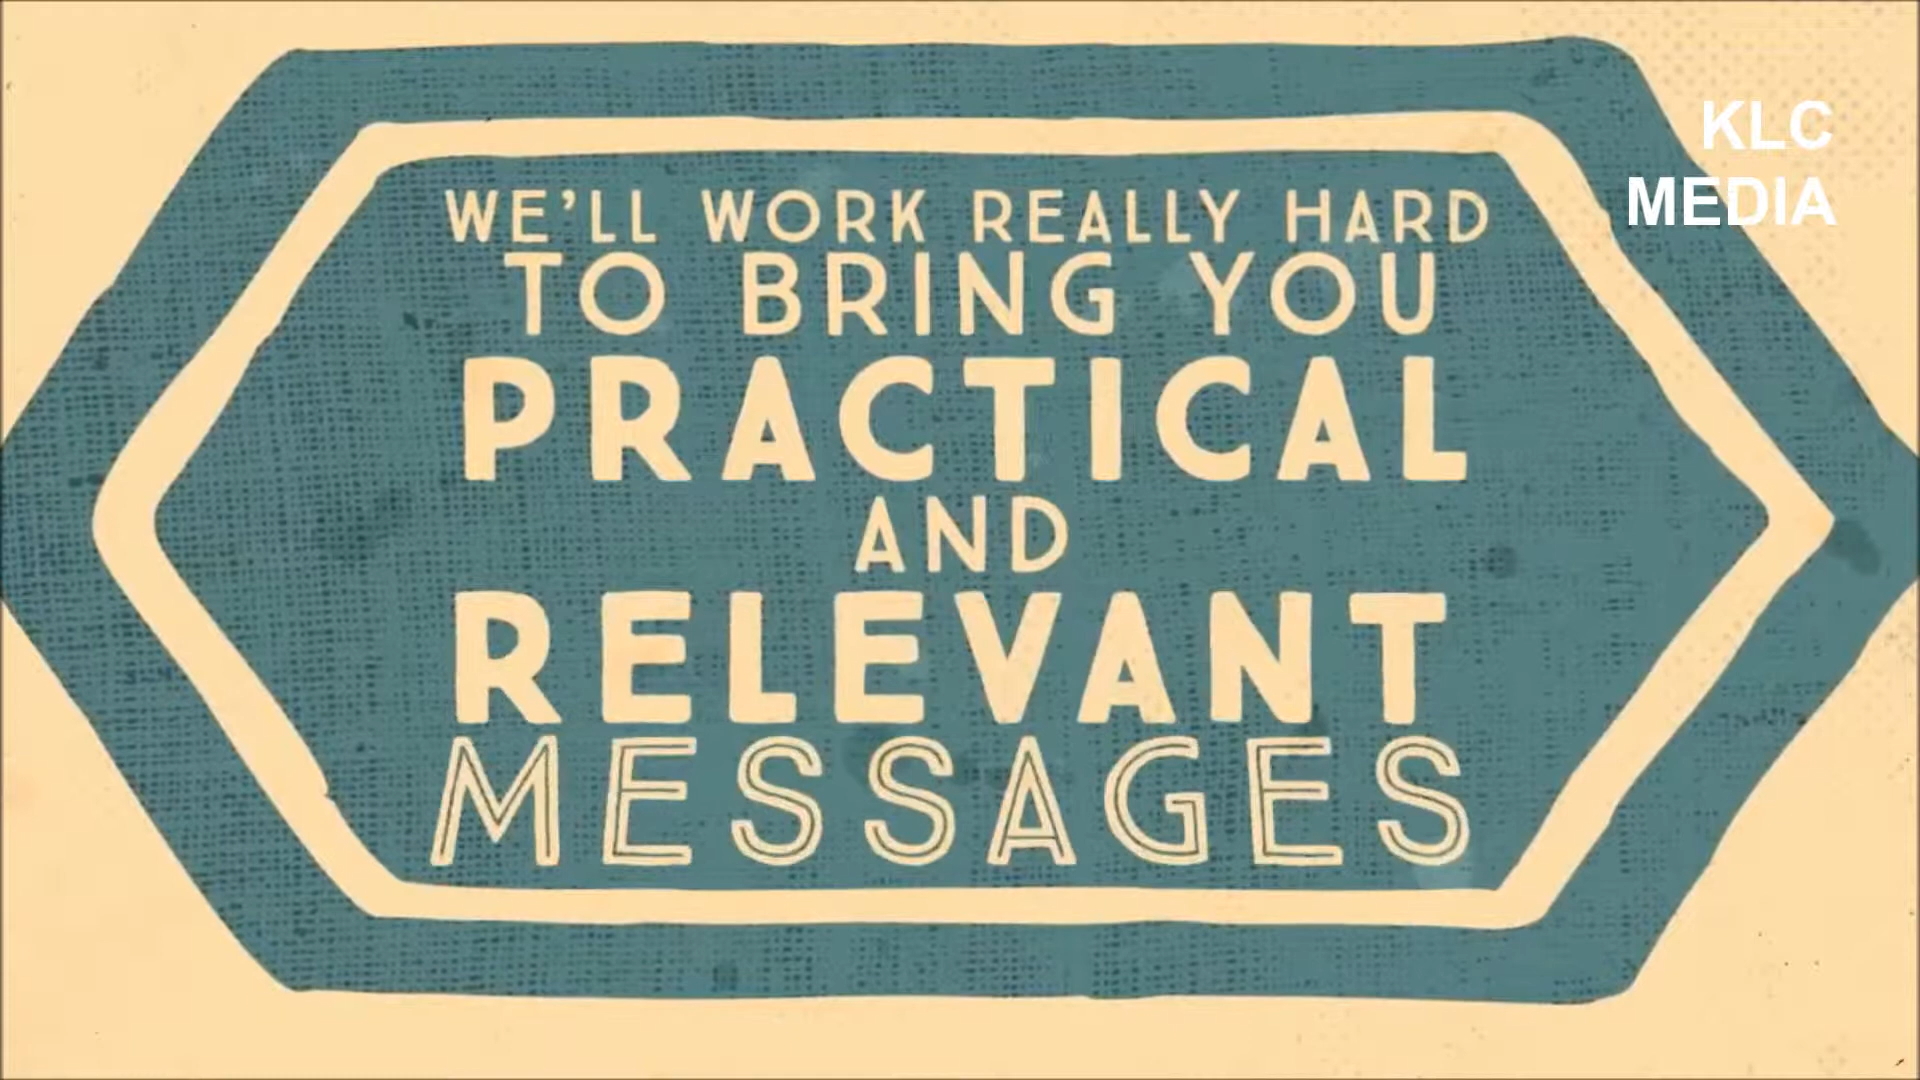 KLC
MEDIA
WE'LL WORK REALLY HARD
TO BRING YOU
PRACTICAL
AND
RELEVANT
MESSAGES